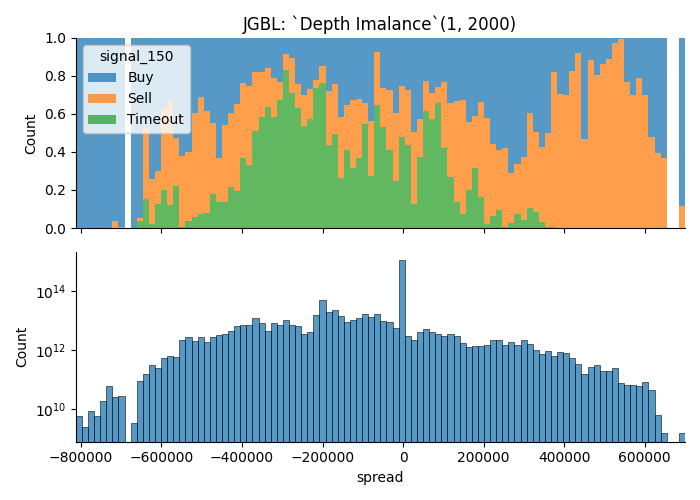 JGBL: `Depth Imalance`(1, 2000)
signal_150
Buy
Sell
Timeout
Count
1.0
0.8
0.6
0.4
0.2
0.0
Count
10^14
10^12
10^10
−800000 −600000 −400000 −200000 0 200000 400000 600000
spread